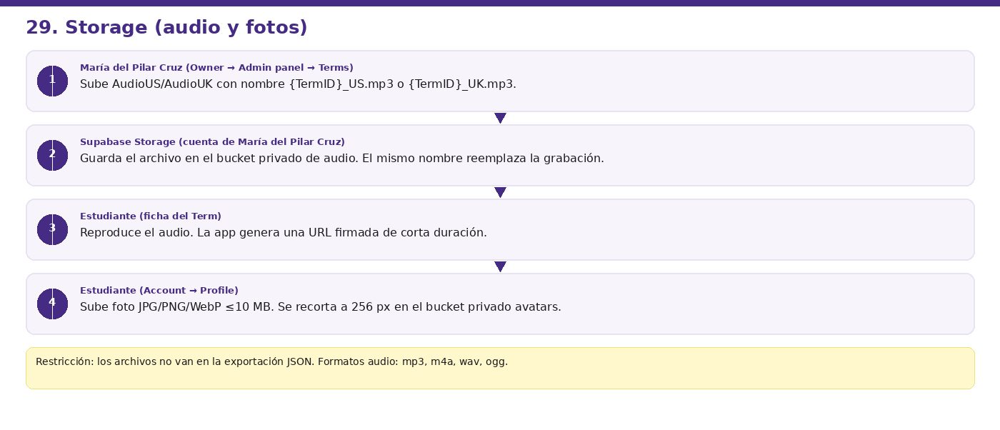 29. Storage (audio y fotos)
1
María del Pilar Cruz (Owner → Admin panel → Terms)
Sube AudioUS/AudioUK con nombre {TermID}_US.mp3 o {TermID}_UK.mp3.
2
Supabase Storage (cuenta de María del Pilar Cruz)
Guarda el archivo en el bucket privado de audio. El mismo nombre reemplaza la grabación.
3
Estudiante (ficha del Term)
Reproduce el audio. La app genera una URL firmada de corta duración.
4
Estudiante (Account → Profile)
Sube foto JPG/PNG/WebP ≤10 MB. Se recorta a 256 px en el bucket privado avatars.
Restricción: los archivos no van en la exportación JSON. Formatos audio: mp3, m4a, wav, ogg.